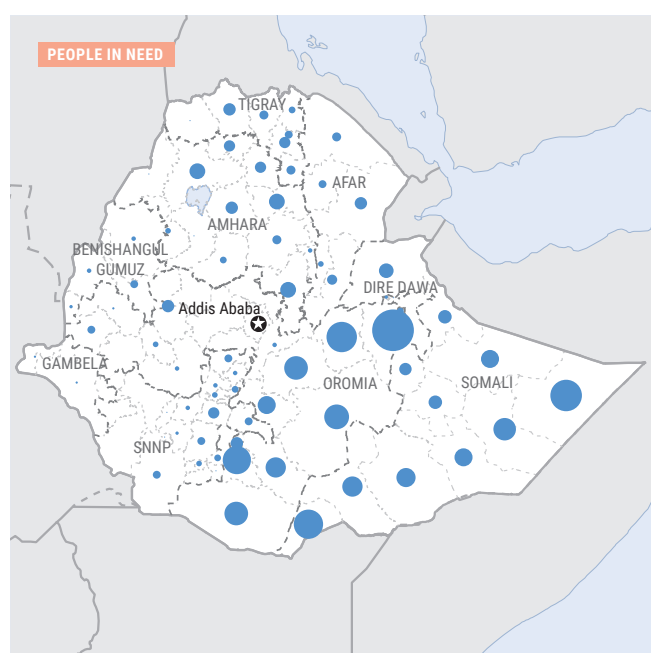 PEOPLE IN NEED
TIGRAY
AFAR
AMHARA
BENISHANGUL
GUMUZ
DIRE DAWA
Addis Ababa
GAMBELA
OROMIA
SOMALI
SNNP